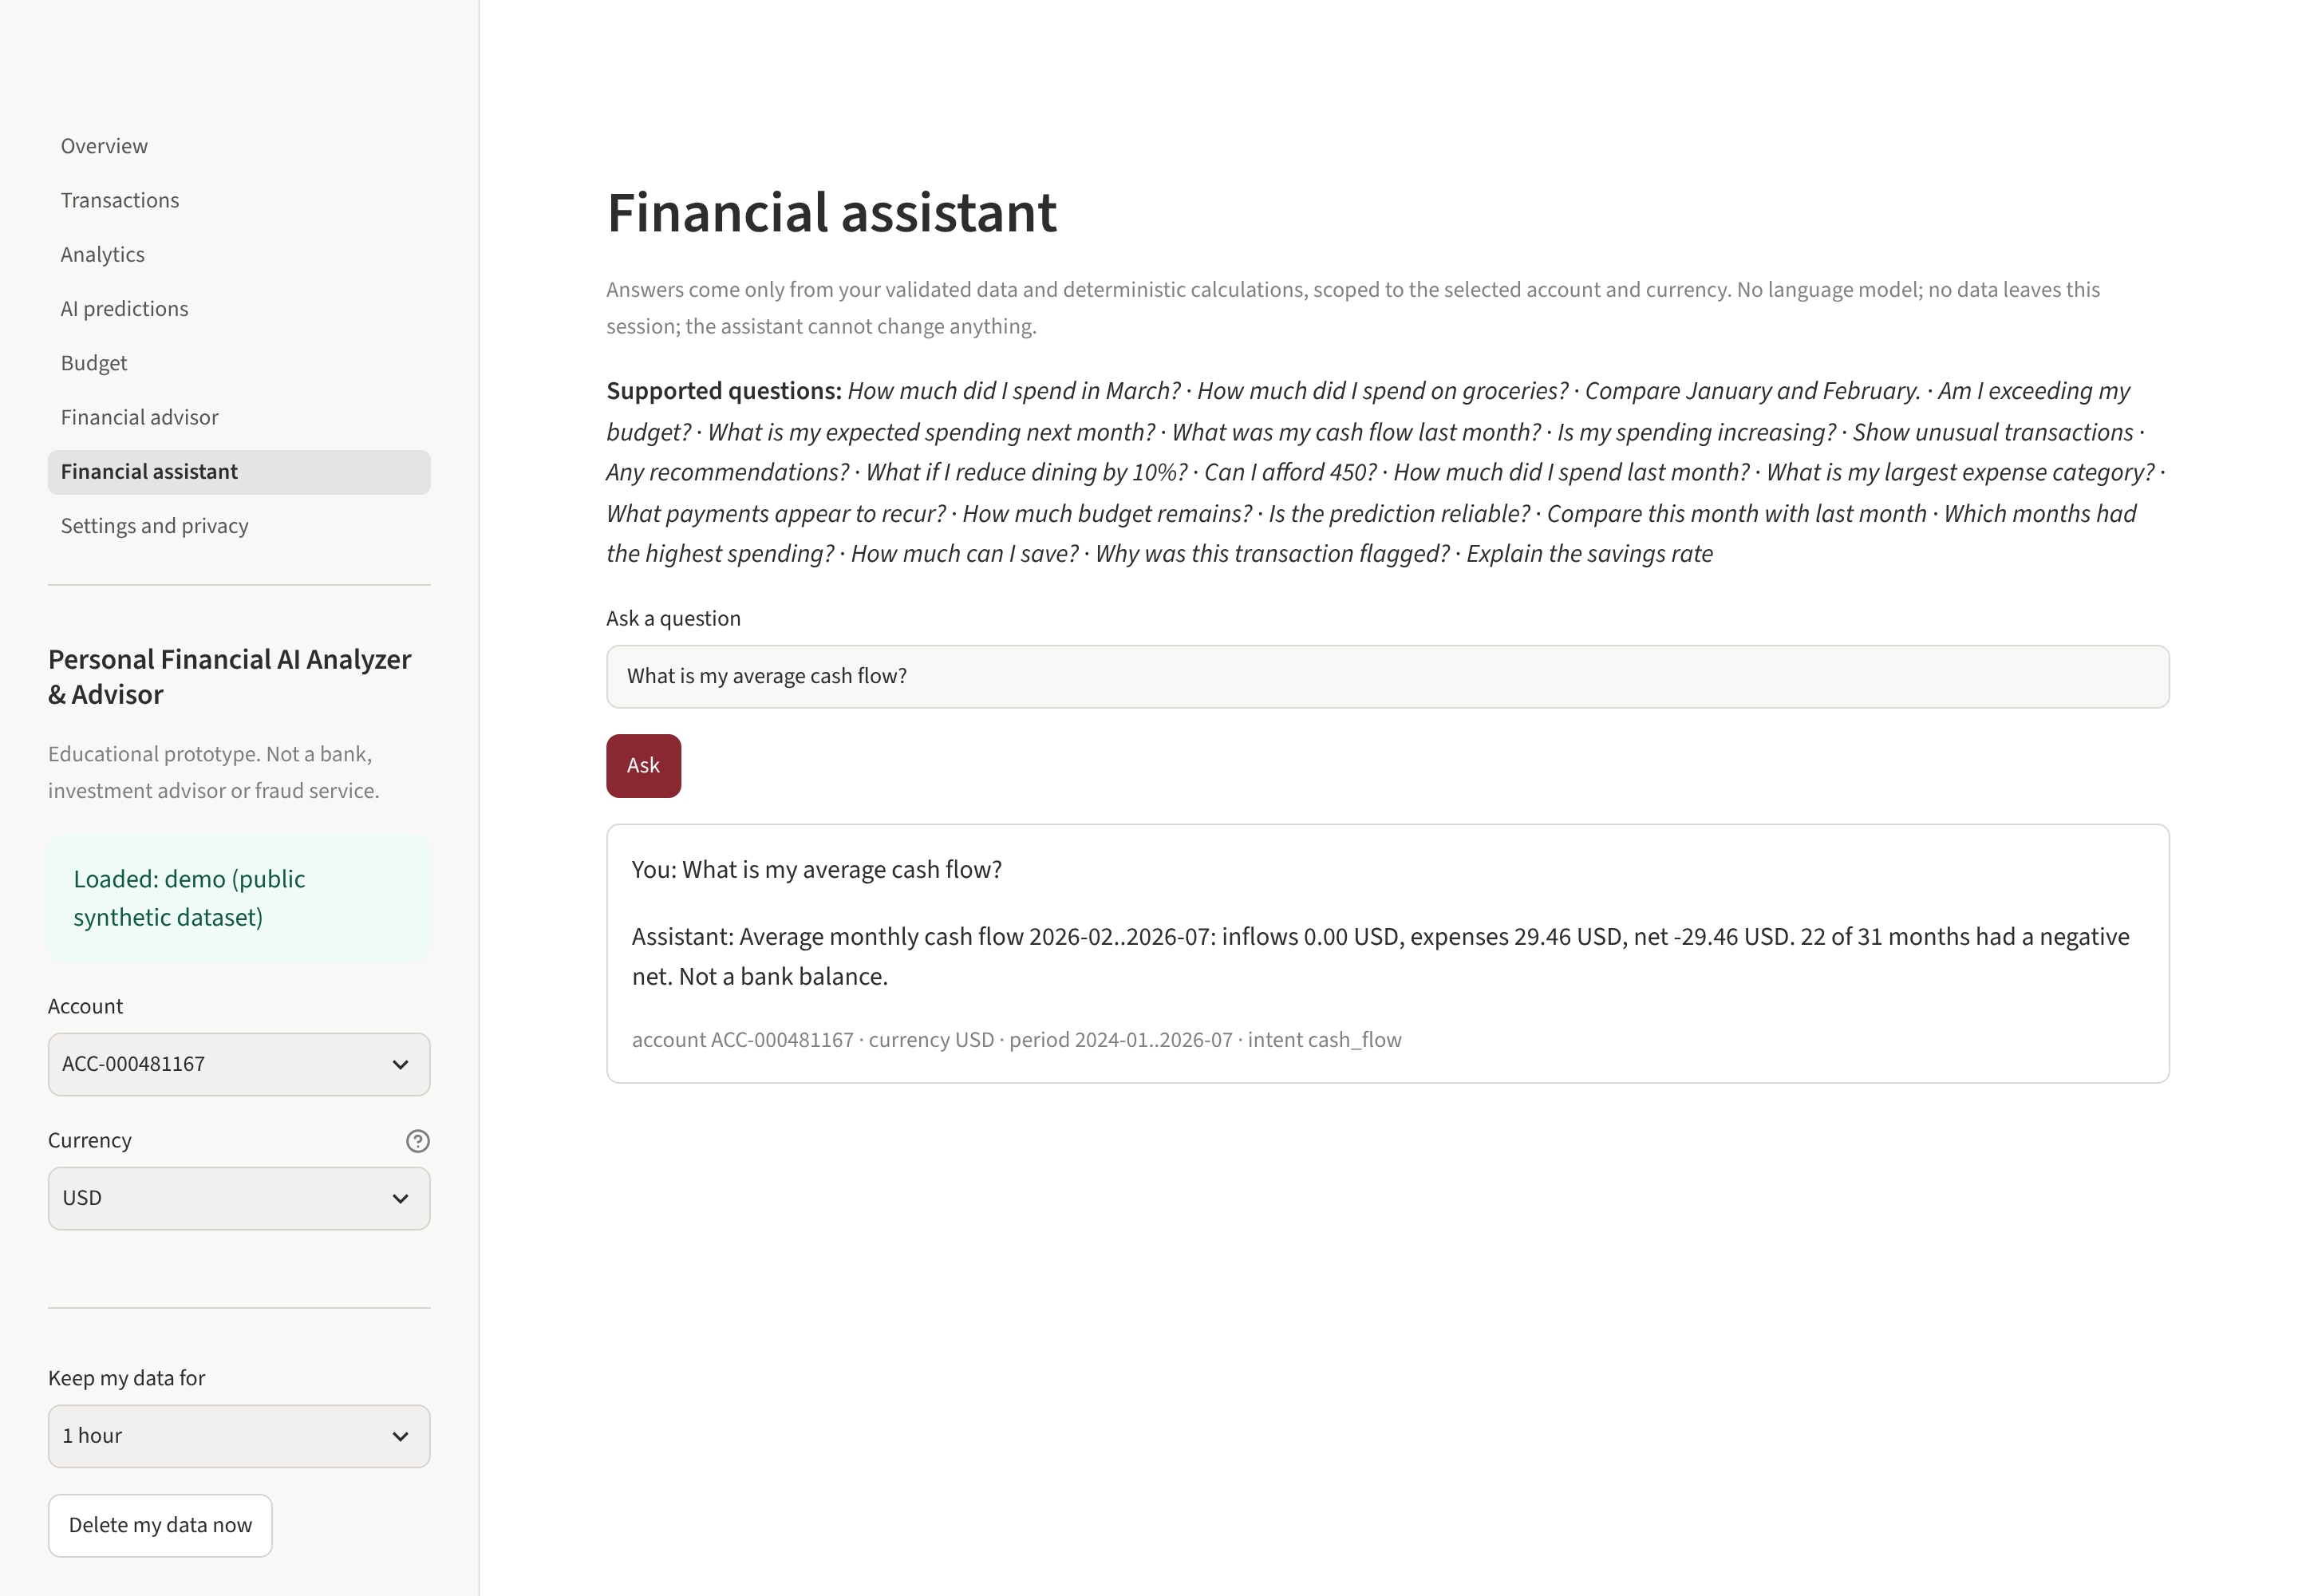 Overview
Transactions
Analytics
AI predictions
Budget
Financial advisor
Financial assistant
Settings and privacy
Personal Financial AI Analyzer
& Advisor
Educational prototype. Not a bank,
investment advisor or fraud service.
Loaded: demo (public
synthetic dataset)
Account
ACC-000481167
Currency
USD
Keep my data for
1 hour
Delete my data now
Financial assistant
Answers come only from your validated data and deterministic calculations, scoped to the selected account and currency. No language model; no data leaves this
session; the assistant cannot change anything.
Supported questions: How much did I spend in March? · How much did I spend on groceries? · Compare January and February. · Am I exceeding my
budget? · What is my expected spending next month? · What was my cash flow last month? · Is my spending increasing? · Show unusual transactions ·
Any recommendations? · What if I reduce dining by 10%? · Can I afford 450? · How much did I spend last month? · What is my largest expense category? ·
What payments appear to recur? · How much budget remains? · Is the prediction reliable? · Compare this month with last month · Which months had
the highest spending? · How much can I save? · Why was this transaction flagged? · Explain the savings rate
Ask a question
What is my average cash flow?
Ask
You: What is my average cash flow?
Assistant: Average monthly cash flow 2026-02..2026-07: inflows 0.00 USD, expenses 29.46 USD, net -29.46 USD. 22 of 31 months had a negative
net. Not a bank balance.
account ACC-000481167 · currency USD · period 2024-01..2026-07 · intent cash_flow